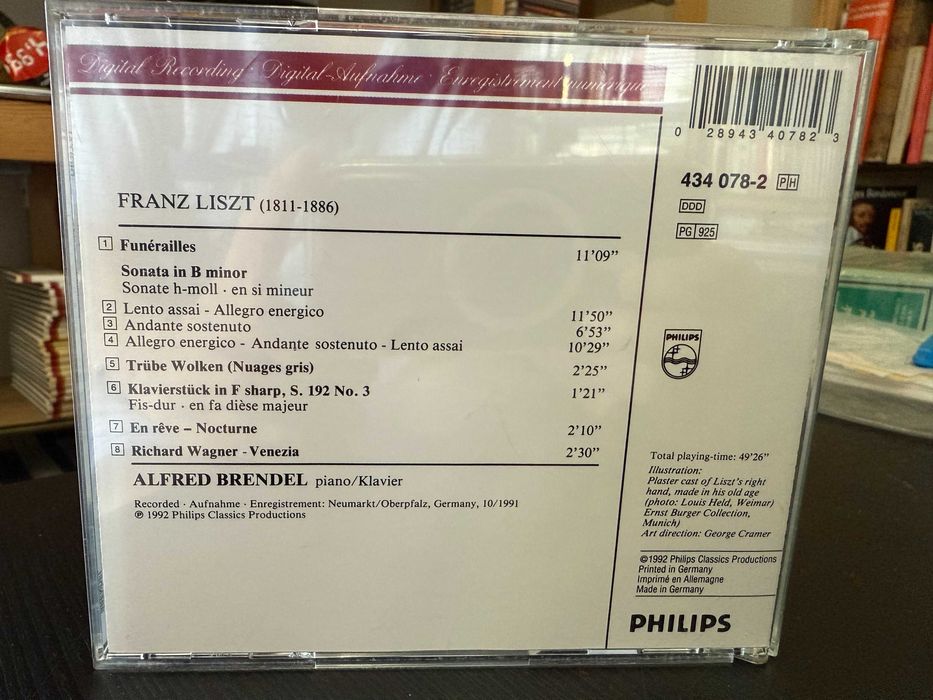 Digital Recording · Digital-Aufnahme · Enregistrement numérique
0 28943 40782 3
434 078-2 PH
DDD
PG 925
FRANZ LISZT (1811-1886)
1 Funérailles 11'09”
Sonata in B minor
Sonate h-moll · en si mineur
2 Lento assai - Allegro energico 11'50”
3 Andante sostenuto 6'53”
4 Allegro energico - Andante sostenuto - Lento assai 10'29”
5 Trübe Wolken (Nuages gris) 2'25”
6 Klavierstück in F sharp, S. 192 No. 3 1'21”
Fis-dur · en fa dièse majeur
7 En rêve – Nocturne 2'10”
8 Richard Wagner - Venezia 2'30”
ALFRED BRENDEL piano/Klavier
Recorded · Aufnahme · Enregistrement: Neumarkt/Oberpfalz, Germany, 10/1991
℗ 1992 Philips Classics Productions
PHILIPS
Total playing-time: 49'26”
Illustration:
Plaster cast of Liszt's right
hand, made in his old age
(photo: Louis Held, Weimar)
Ernst Burger Collection,
Munich)
Art direction: George Cramer
©1992 Philips Classics Productions
Printed in Germany
Imprimé en Allemagne
Made in Germany
PHILIPS